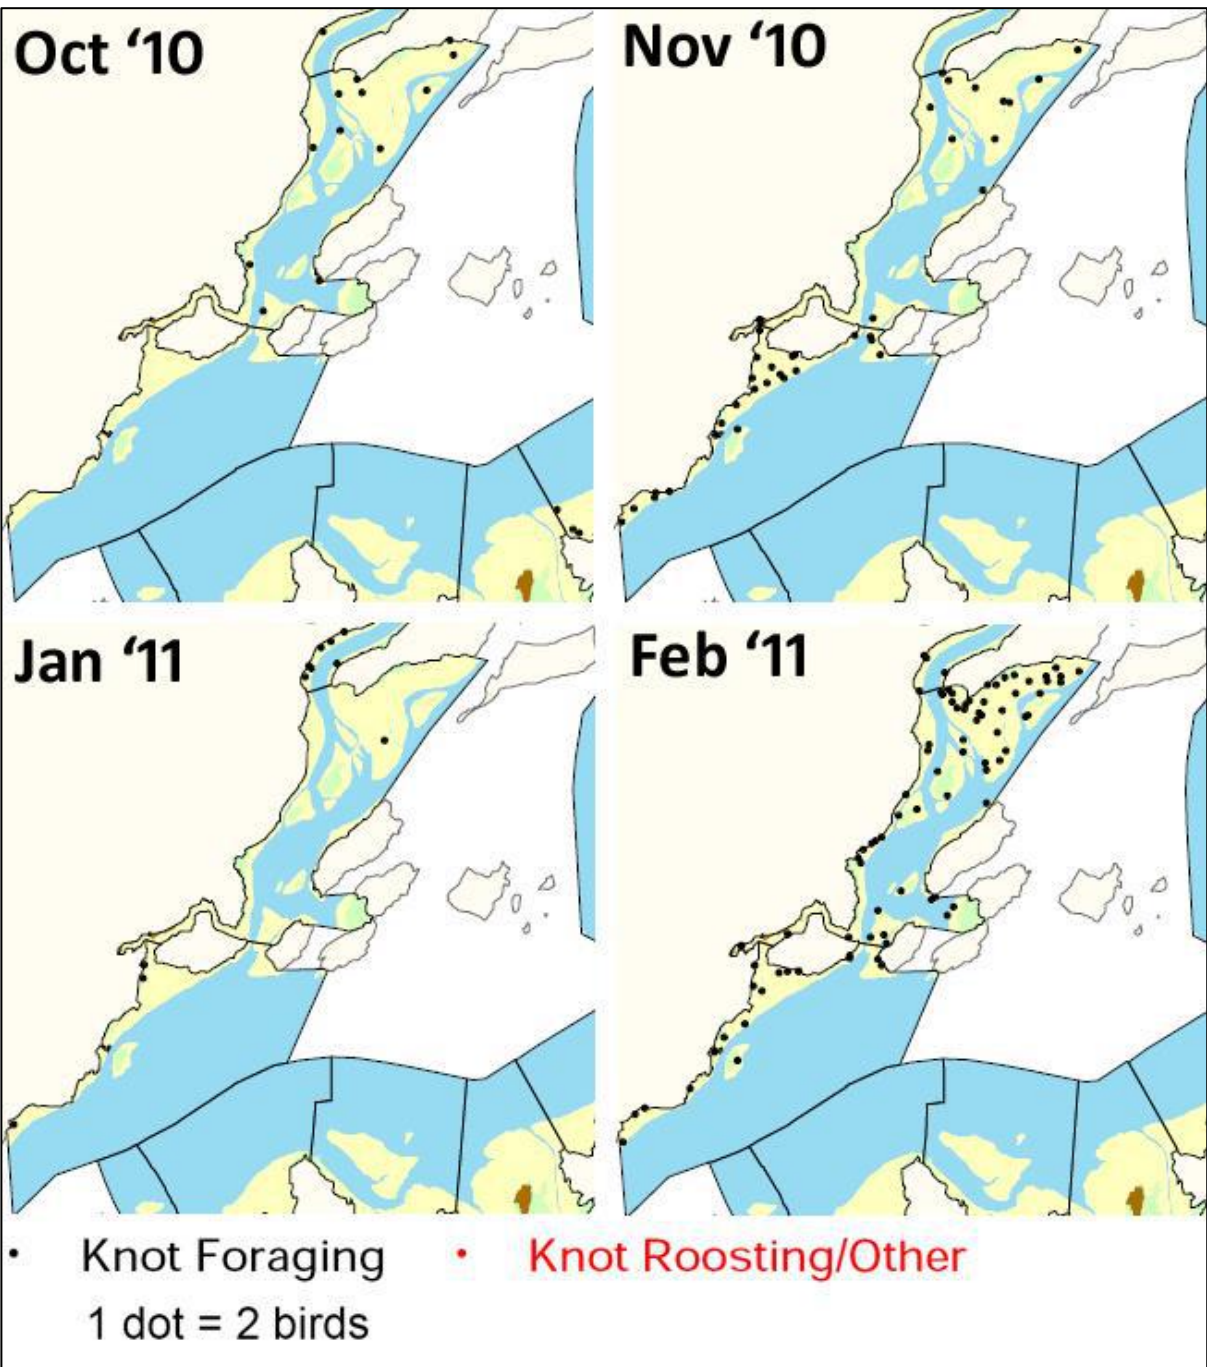 Oct ‘10
Nov ‘10
Jan ‘11
Feb ‘11
Knot Foraging
Knot Roosting/Other
1 dot = 2 birds